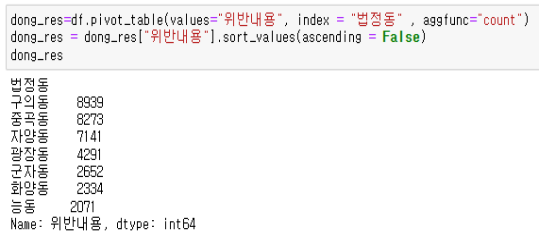 dong_res=df.pivot_table(values="위반내용", index = "법정동" , aggfunc="count")
dong_res = dong_res["위반내용"].sort_values(ascending = False)
dong_res
법정동
구의동    8939
중곡동    8273
자양동    7141
광장동    4291
군자동    2652
화양동    2334
능동     2071
Name: 위반내용, dtype: int64